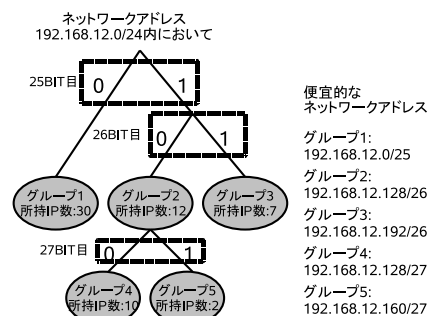 ネットワークアドレス
192.168.12.0/24内において
25BIT目
0
1
26BIT目
0
1
グループ1
所持IP数:30
グループ2
所持IP数:12
グループ3
所持IP数:7
27BIT目
0
1
グループ4
所持IP数:10
グループ5
所持IP数:2
便宜的な
ネットワークアドレス
グループ1:
192.168.12.0/25
グループ2:
192.168.12.128/26
グループ3:
192.168.12.192/26
グループ4:
192.168.12.128/27
グループ5:
192.168.12.160/27